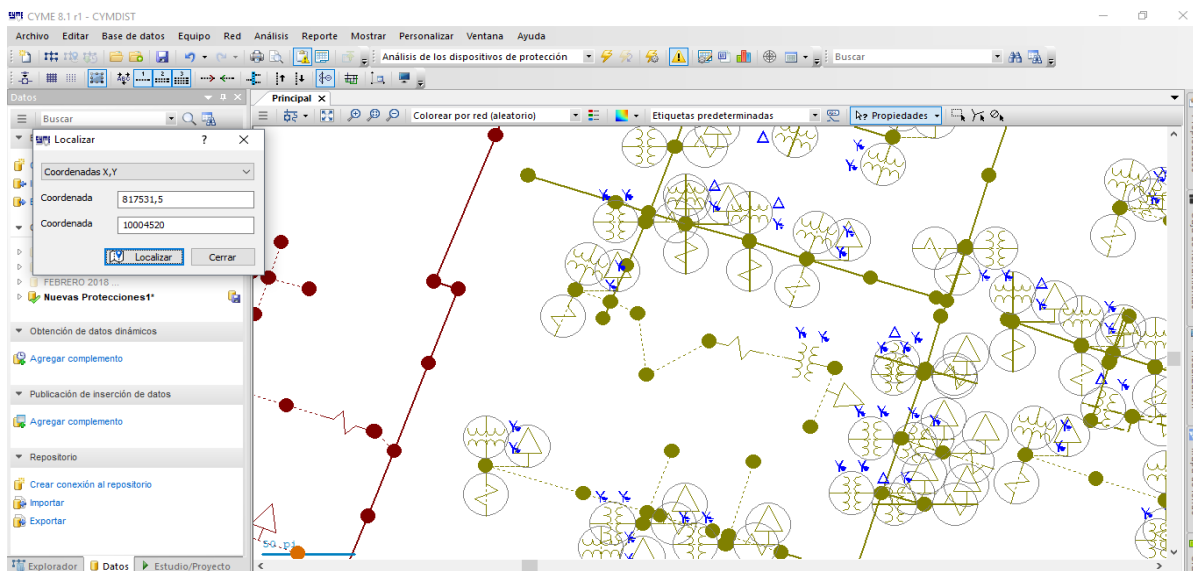 CYME 8.1 r1 - CYMDIST
Archivo Editar Base de datos Equipo Red Análisis Reporte Mostrar Personalizar Ventana Ayuda
Análisis de los dispositivos de protección
Buscar
Datos
Principal X
Buscar
Colorear por red (aleatorio)
Etiquetas predeterminadas
Propiedades
CYME Localizar ? X
Coordenadas X,Y
Coordenada 817531,5
Coordenada 10004520
Localizar Cerrar
FEBRERO 2018 ...
Nuevas Protecciones1*
Obtención de datos dinámicos
Agregar complemento
Publicación de inserción de datos
Agregar complemento
Repositorio
Crear conexión al repositorio
Importar
Exportar
50. pi
Explorador Datos Estudio/Proyecto